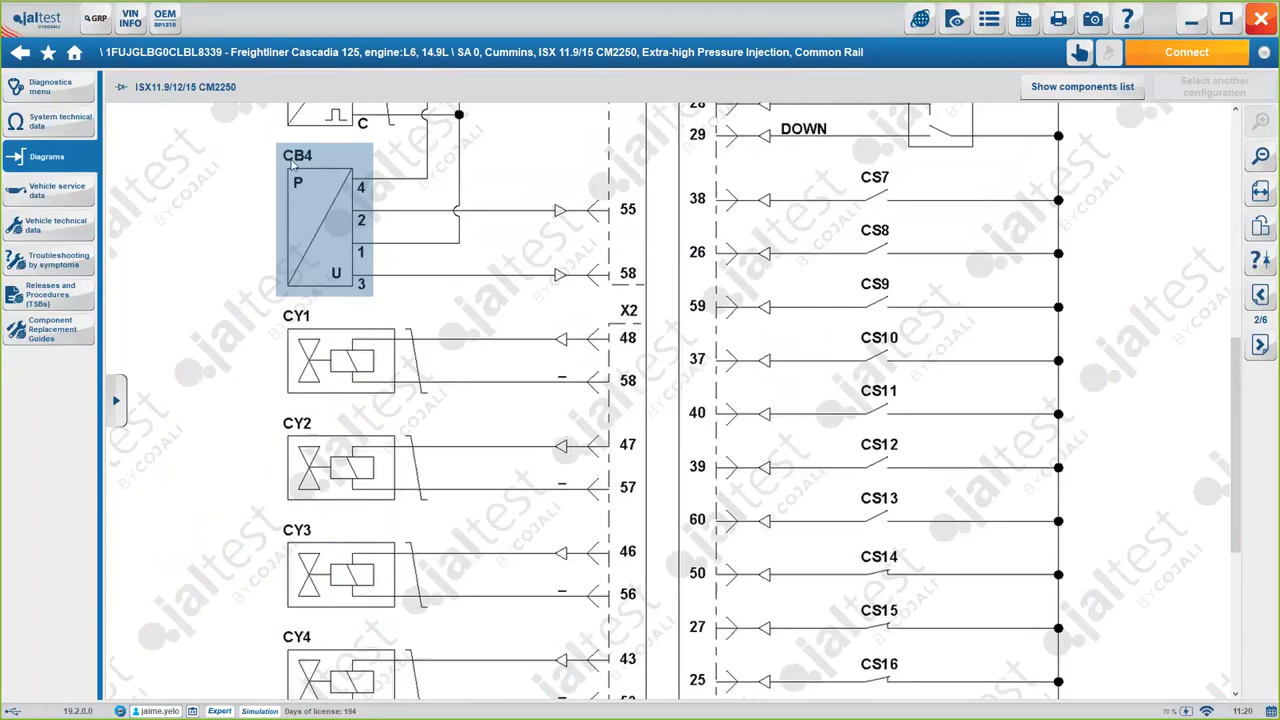 jaltest
BYCOJALI
GRP
VIN
INFO
OEM
RP1210
?
\ 1FUJGLBG0CLBL8339 - Freightliner Cascadia 125, engine:L6, 14.9L \ SA 0, Cummins, ISX 11.9/15 CM2250, Extra-high Pressure Injection, Common Rail
Connect
Diagnostics
menu
System technical
data
Diagrams
Vehicle service
data
Vehicle technical
data
Troubleshooting
by symptoms
Releases and
Procedures
(TSBs)
Component
Replacement
Guides
ISX11.9/12/15 CM2250
Show components list
Select another
configuration
C
CB4
P
4
2
1
U
3
55
58
X2
CY1
48
58
CY2
47
57
CY3
46
56
CY4
43
28
29
DOWN
CS7
38
CS8
26
CS9
59
CS10
37
CS11
40
CS12
39
CS13
60
CS14
50
CS15
27
CS16
25
2/6
19.2.0.0
jaime.yelo
Expert
Simulation
Days of license: 194
70 %
11:20